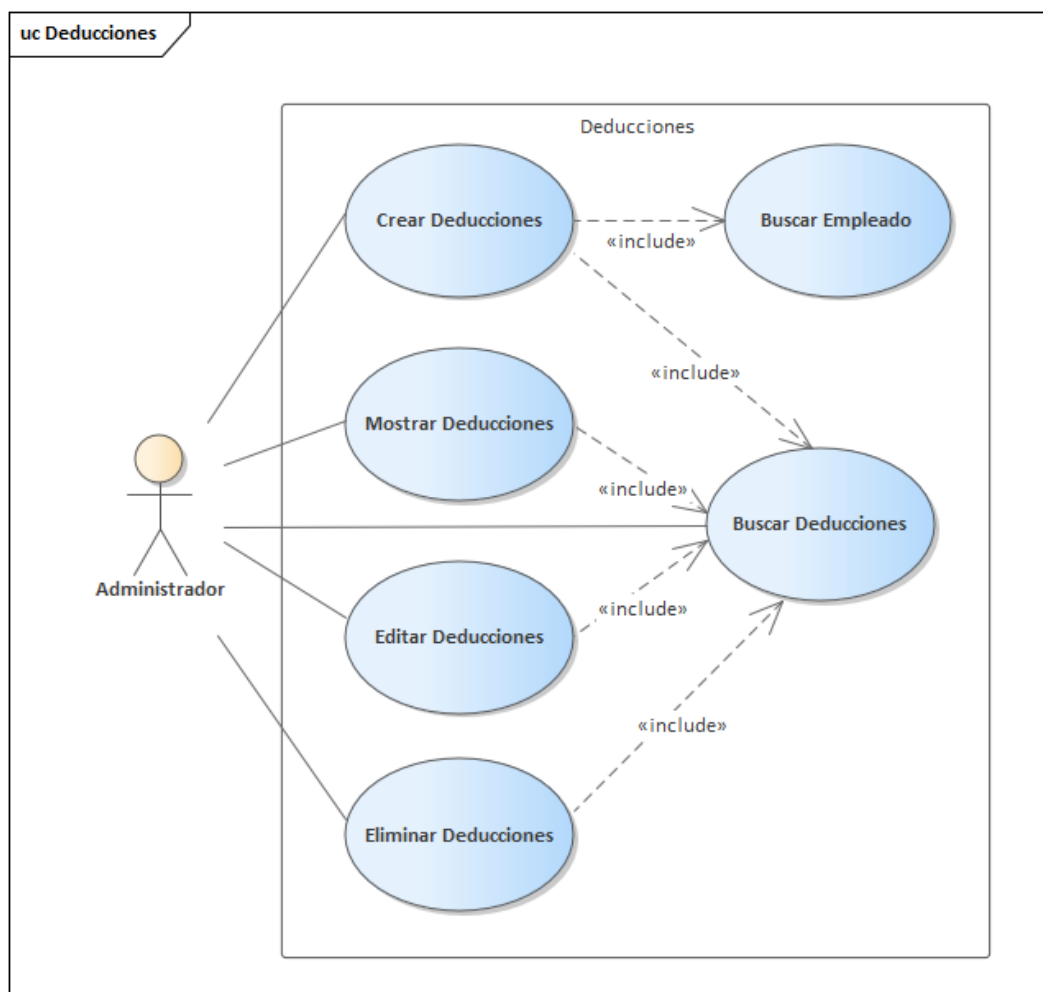 uc Deducciones
Deducciones
Crear Deducciones
Buscar Empleado
«include»
«include»
Mostrar Deducciones
«include»
Buscar Deducciones
Administrador
«include»
Editar Deducciones
«include»
Eliminar Deducciones